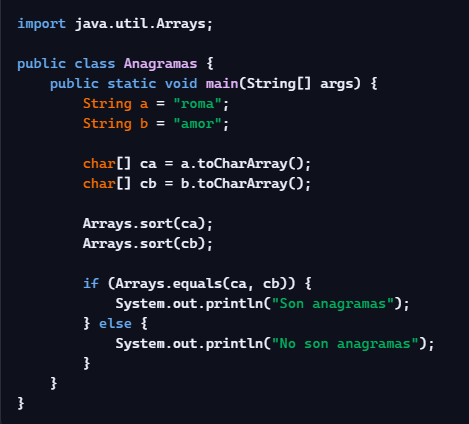 import java.util.Arrays;
public class Anagramas {
    public static void main(String[] args) {
        String a = "roma";
        String b = "amor";
        char[] ca = a.toCharArray();
        char[] cb = b.toCharArray();
        Arrays.sort(ca);
        Arrays.sort(cb);
        if (Arrays.equals(ca, cb)) {
            System.out.println("Son anagramas");
        } else {
            System.out.println("No son anagramas");
        }
    }
}